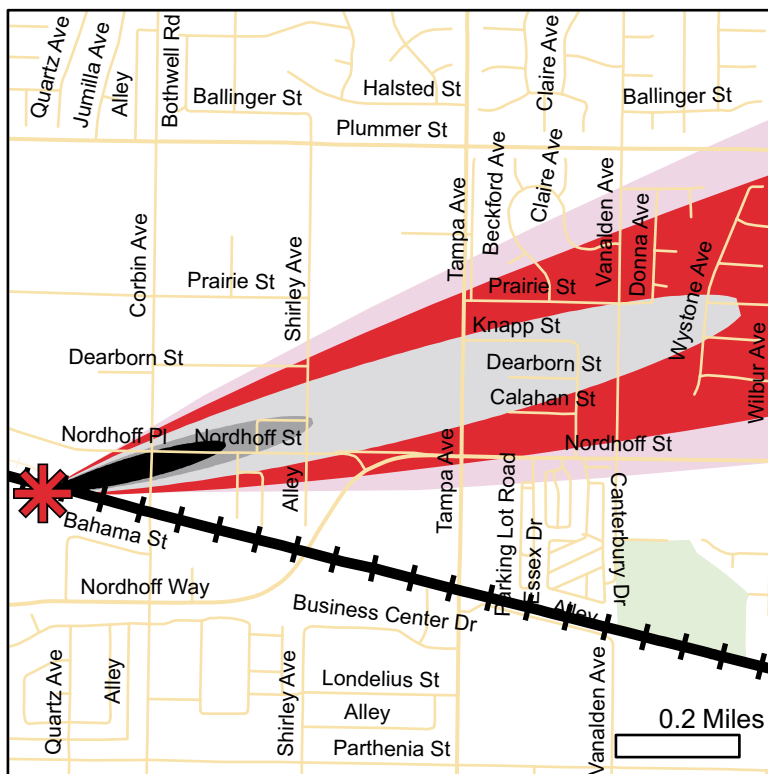 Quartz Ave
Jumilla Ave
Alley
Bothwell Rd
Ballinger St
Halsted St
Plummer St
Claire Ave
Ballinger St
Corbin Ave
Prairie St
Shirley Ave
Tampa Ave
Beckford Ave
Claire Ave
Vanalden Ave
Donna Ave
Prairie St
Wystone Ave
Knapp St
Dearborn St
Dearborn St
Calahan St
Wilbur Ave
Nordhoff Pl
Nordhoff St
Nordhoff St
Alley
Tampa Ave
Parking Lot Road
Essex Dr
Canterbury Dr
Bahama St
Nordhoff Way
Business Center Dr
Alley
Quartz Ave
Alley
Shirley Ave
Londelius St
Alley
Parthenia St
Vanalden Ave
0.2 Miles